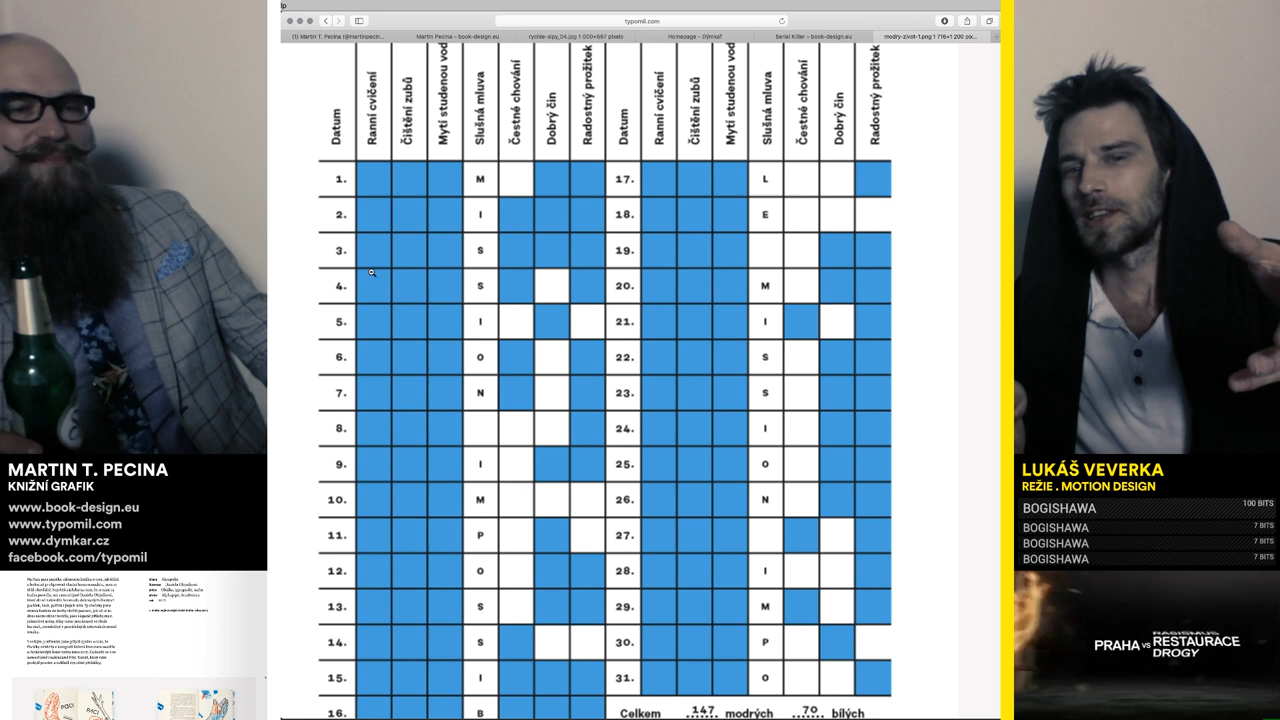 typomil.com
(1) Martin T. Pecina (@martinpecin...
Martin Pecina – book-design.eu
rychle-sipy_04.jpg 1 000×667 pixels
Homepage - Dýmkař
Serial Killer – book-design.eu
modry-zivot-1.png 1 716×1 200 pix...
Datum Ranní cvičení Čištění zubů Mytí studenou vod Slušná mluva Čestné chování Dobrý čin Radostný prožitek Datum Ranní cvičení Čištění zubů Mytí studenou vod Slušná mluva Čestné chování Dobrý čin Radostný prožitek
1. M 17. L
2. I 18. E
3. S 19.
4. S 20. M
5. I 21. I
6. O 22. S
7. N 23. S
8. 24. I
9. I 25. O
10. M 26. N
11. P 27.
12. O 28. I
13. S 29. M
14. S 30. P
15. I 31. O
16. B Celkem 147 modrých 70 bílých
MARTIN T. PECINA
KNIŽNÍ GRAFIK
www.book-design.eu
www.typomil.com
www.dymkar.cz
facebook.com/typomil
LUKÁŠ VEVERKA
REŽIE . MOTION DESIGN
BOGISHAWA 100 BITS
BOGISHAWA 7 BITS
BOGISHAWA 7 BITS
BOGISHAWA 7 BITS
PRAHA vs RESTAURACE
DROGY